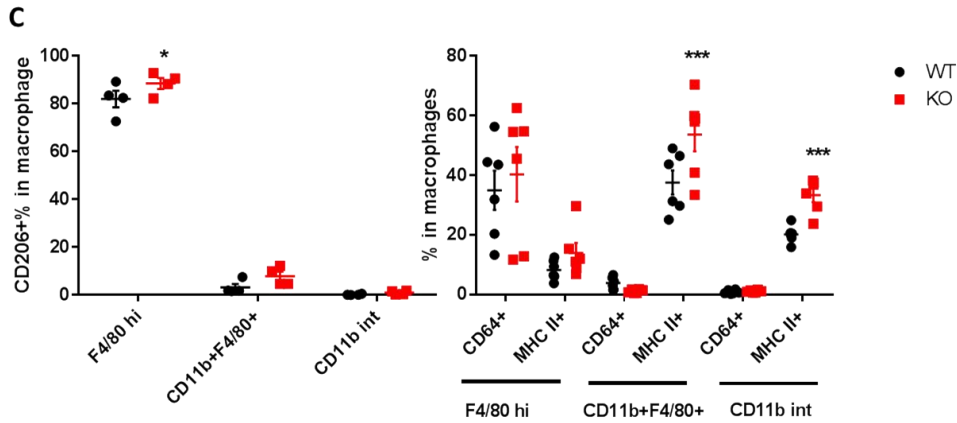 C
CD206+% in macrophage
100
80
60
40
20
0
*
F4/80 hi
CD11b+F4/80+
CD11b int
% in macrophages
80
60
40
20
0
***
***
WT
KO
CD64+
MHC II+
CD64+
MHC II+
CD64+
MHC II+
F4/80 hi
CD11b+F4/80+
CD11b int